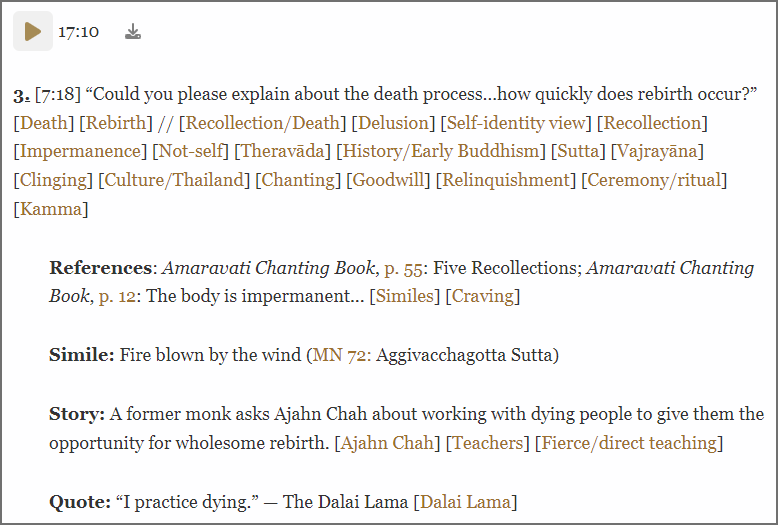 17:10
3. [7:18] “Could you please explain about the death process...how quickly does rebirth occur?”
[Death] [Rebirth] // [Recollection/Death] [Delusion] [Self-identity view] [Recollection]
[Impermanence] [Not-self] [Theravāda] [History/Early Buddhism] [Sutta] [Vajrayāna]
[Clinging] [Culture/Thailand] [Chanting] [Goodwill] [Relinquishment] [Ceremony/ritual]
[Kamma]
References: Amaravati Chanting Book, p. 55: Five Recollections; Amaravati Chanting
Book, p. 12: The body is impermanent... [Similes] [Craving]
Simile: Fire blown by the wind (MN 72: Aggivacchagotta Sutta)
Story: A former monk asks Ajahn Chah about working with dying people to give them the
opportunity for wholesome rebirth. [Ajahn Chah] [Teachers] [Fierce/direct teaching]
Quote: “I practice dying.” — The Dalai Lama [Dalai Lama]